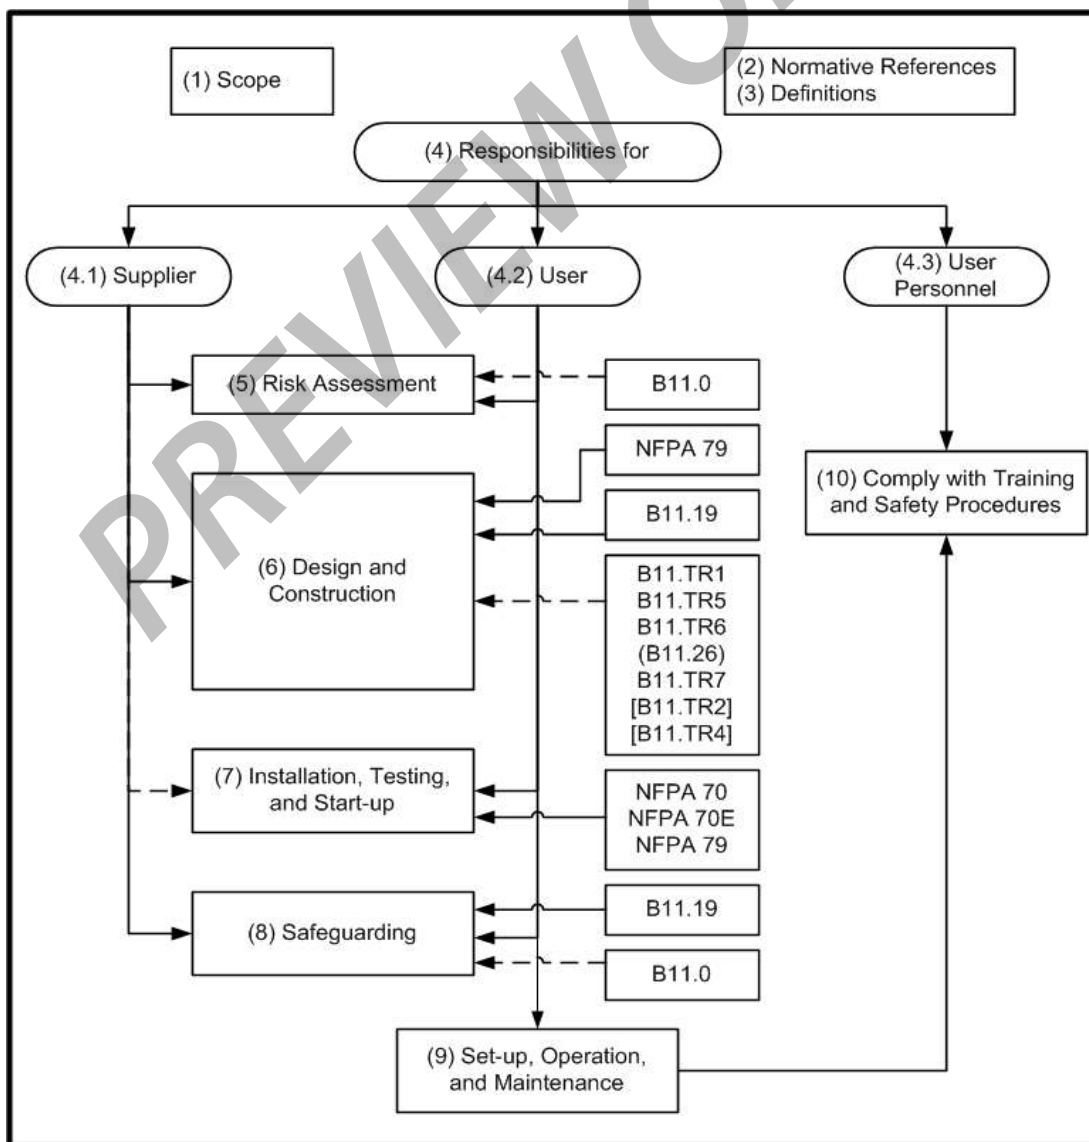 (1) Scope
(2) Normative References
(3) Definitions
(4) Responsibilities for
(4.1) Supplier
(4.2) User
(4.3) User
Personnel
(5) Risk Assessment
B11.0
NFPA 79
B11.19
(6) Design and
Construction
B11.TR1
B11.TR5
B11.TR6
(B11.26)
B11.TR7
[B11.TR2]
[B11.TR4]
(10) Comply with Training
and Safety Procedures
(7) Installation, Testing,
and Start-up
NFPA 70
NFPA 70E
NFPA 79
(8) Safeguarding
B11.19
B11.0
(9) Set-up, Operation,
and Maintenance
PREVIEW